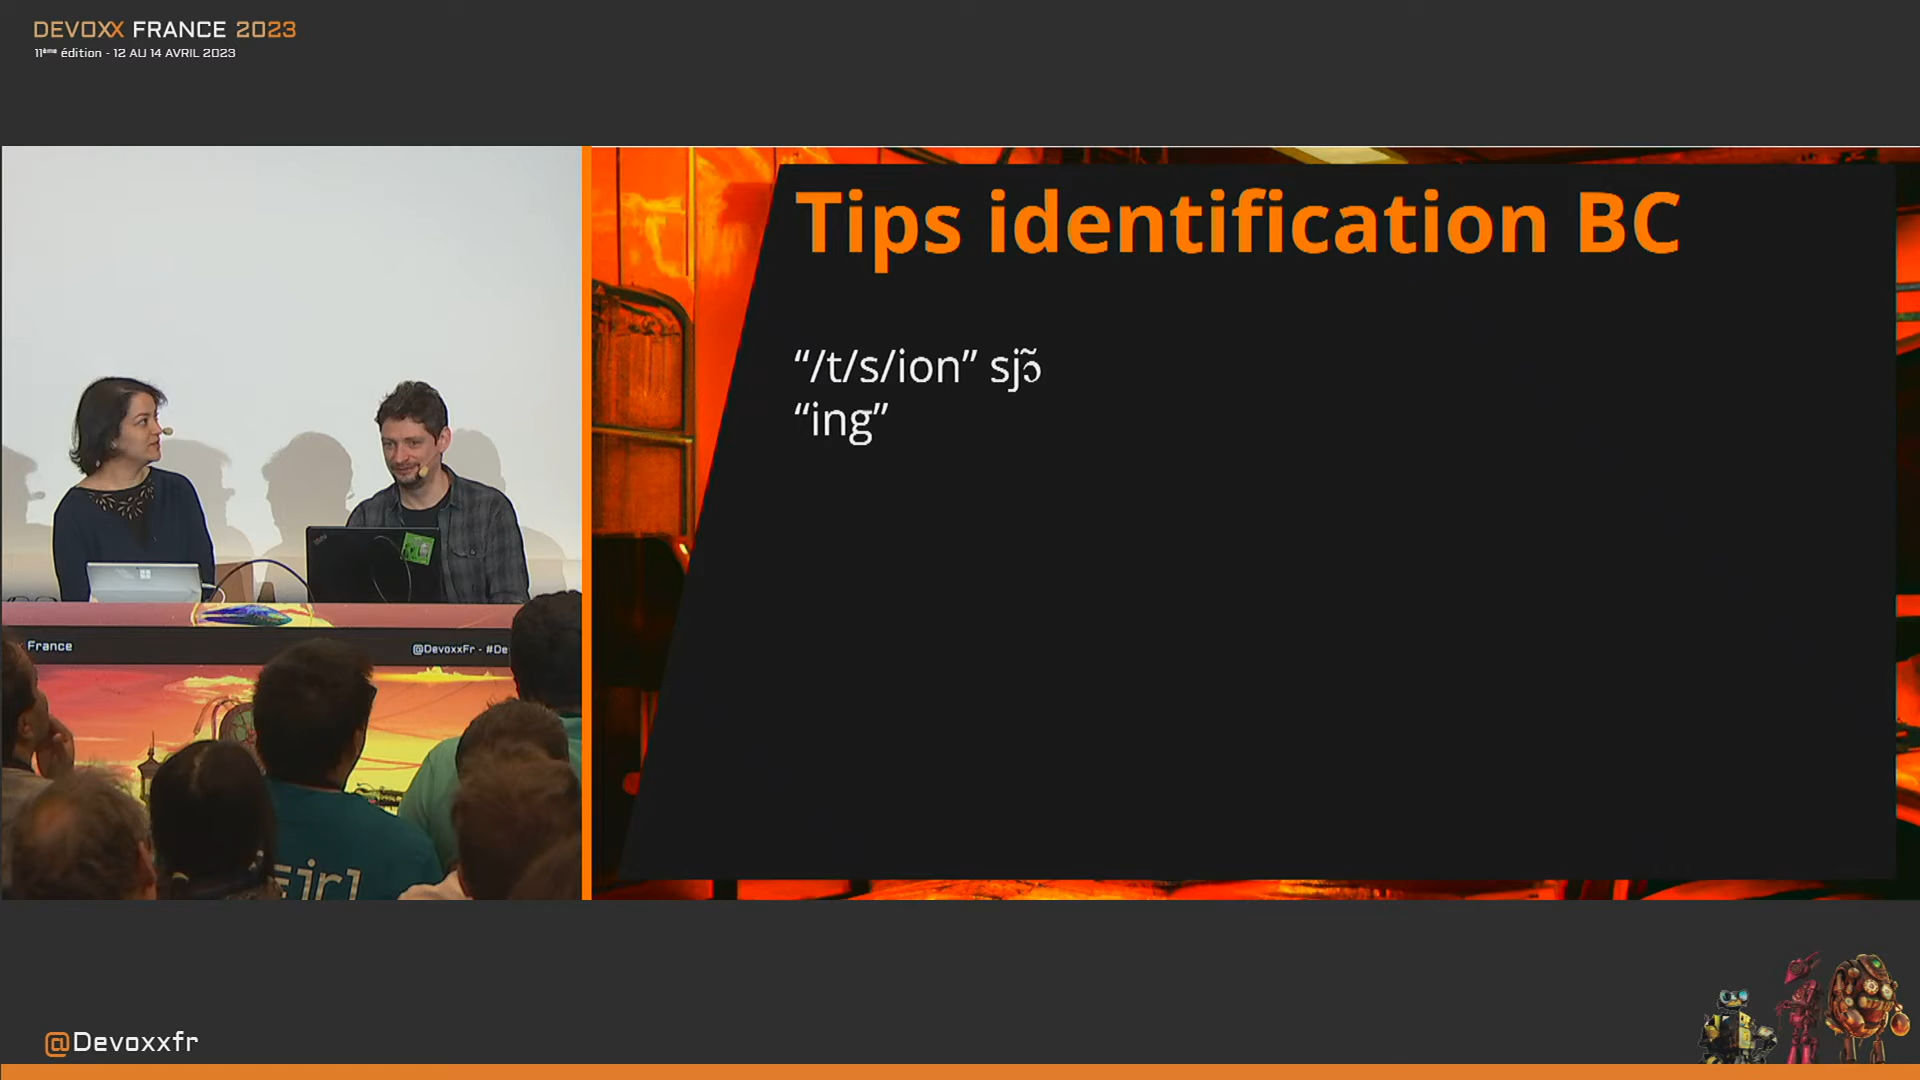 DEVOXX FRANCE 2023
11ème édition - 12 AU 14 AVRIL 2023
Tips identification BC
“/t/s/ion” sjɔ̃
“ing”
France
@DevoxxFr - #De
@Devoxxfr